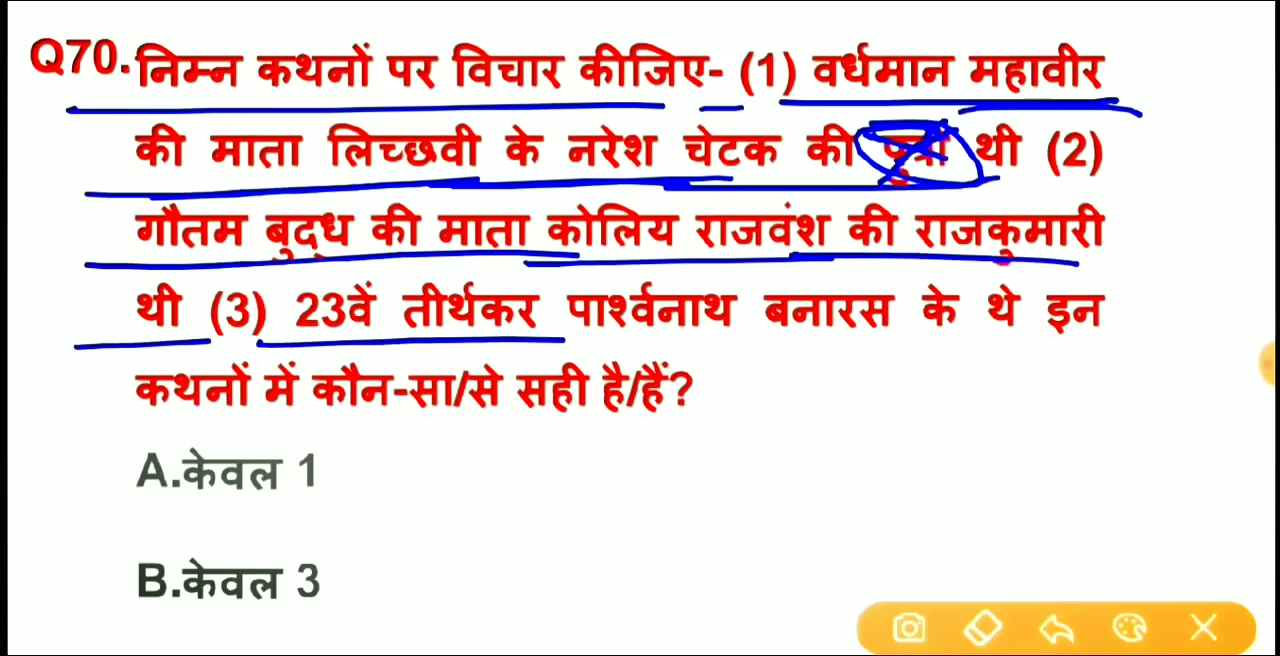 Q70.निम्न कथनों पर विचार कीजिए- (1) वर्धमान महावीर
की माता लिच्छवी के नरेश चेटक की पुत्री थी (2)
गौतम बुद्ध की माता कोलिय राजवंश की राजकुमारी
थी (3) 23वें तीर्थकर पार्श्वनाथ बनारस के थे इन
कथनों में कौन-सा/से सही है/हैं?
A.केवल 1
B.केवल 3